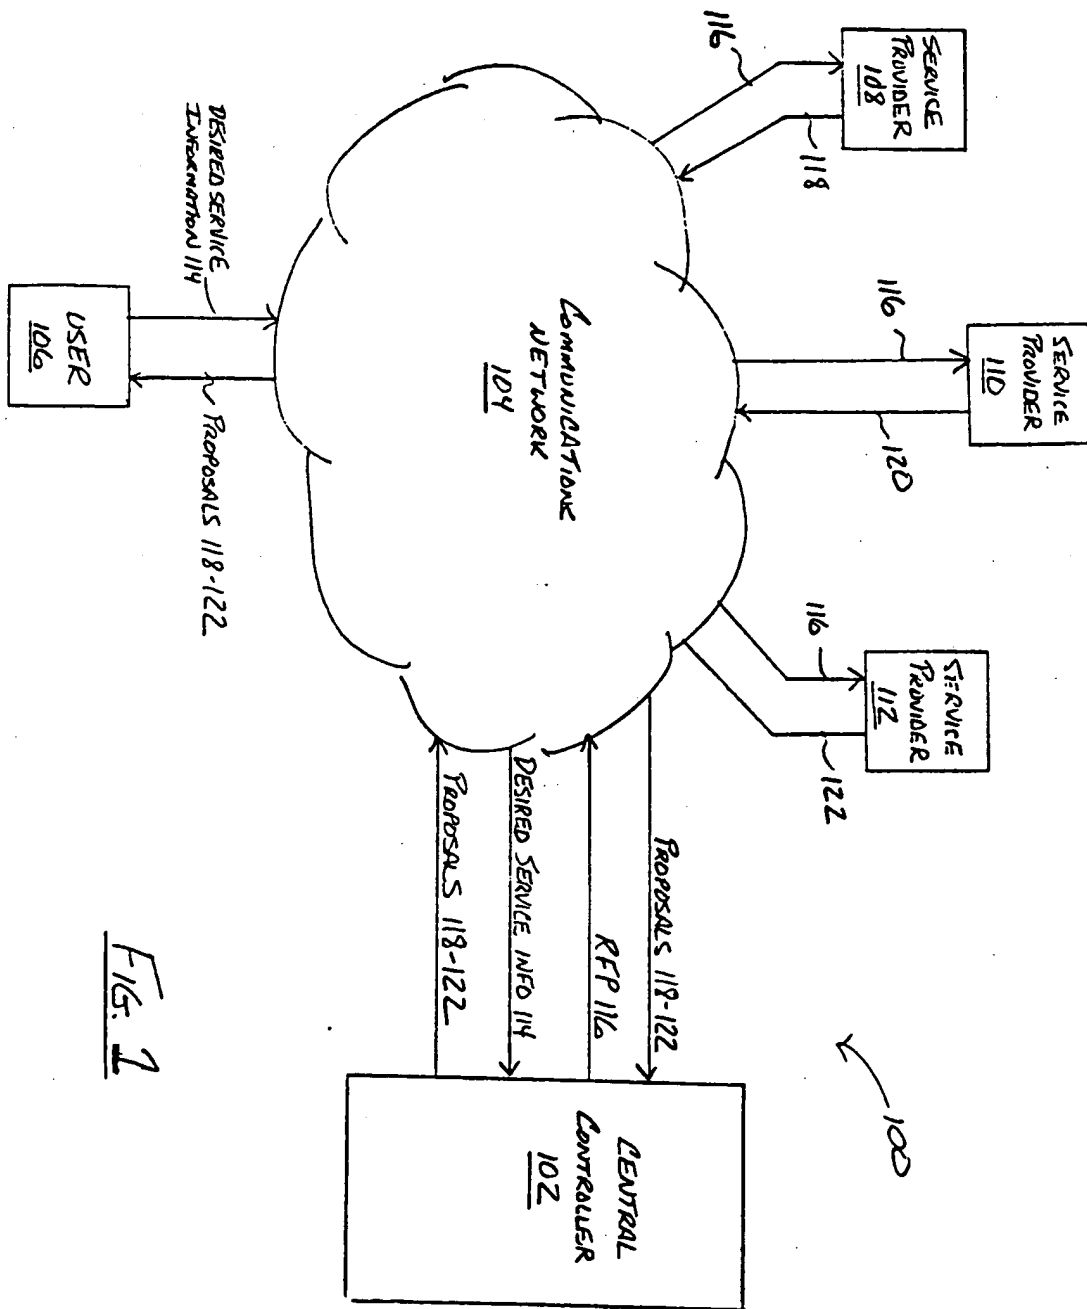 SERVICE
PROVIDER
108
116
118
SERVICE
PROVIDER
110
116
120
SERVICE
PROVIDER
112
116
122
COMMUNICATIONS
NETWORK
104
DESIRED SERVICE
INFORMATION 114
USER
106
PROPOSALS 118-122
PROPOSALS 118-122
RFP 116
DESIRED SERVICE INFO 114
PROPOSALS 118-122
CENTRAL
CONTROLLER
102
100
FIG. 1